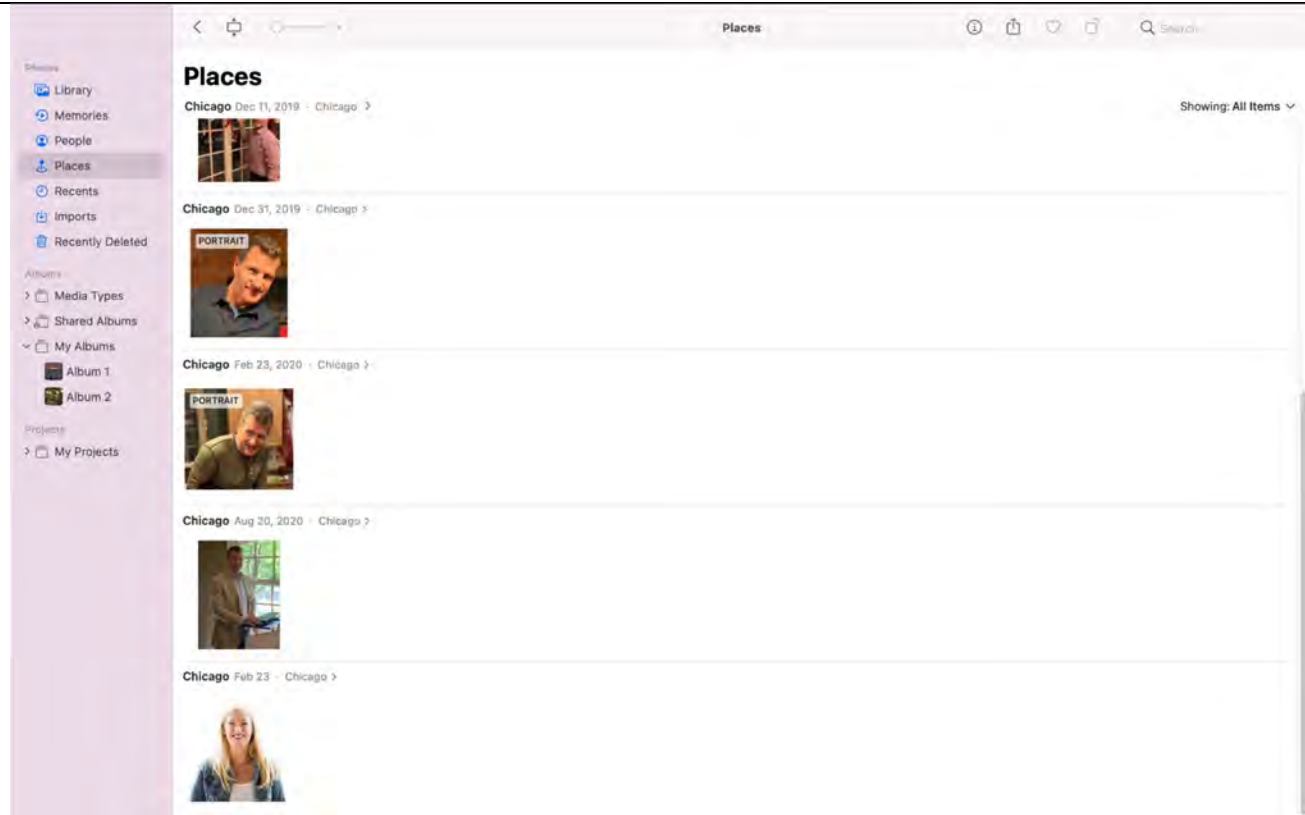 Places
Search
Photos
Library
Memories
People
Places
Recents
Imports
Recently Deleted
Albums
Media Types
Shared Albums
My Albums
Album 1
Album 2
Projects
My Projects
Places
Chicago Dec 11, 2019 · Chicago >
Showing: All Items
Chicago Dec 31, 2019 · Chicago >
PORTRAIT
Chicago Feb 23, 2020 · Chicago >
PORTRAIT
Chicago Aug 20, 2020 · Chicago >
Chicago Feb 23 · Chicago >